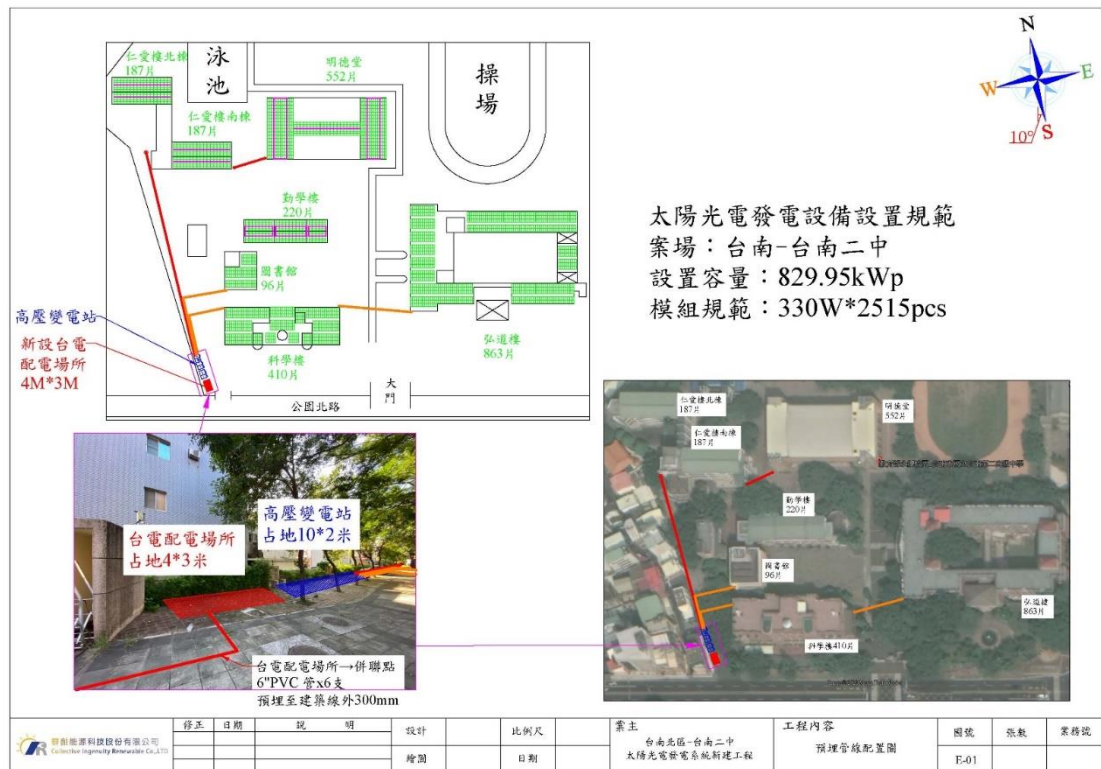 仁愛樓北棟
187片
泳池
明德堂
552片
操場
仁愛樓南棟
187片
勤學樓
220片
圖書館
96片
高壓變電站
新設台電
配電場所
4M*3M
科學樓
410片
弘道樓
863片
大門
公園北路
N
W
E
S
10°
太陽光電發電設備設置規範
案場：台南-台南二中
設置容量：829.95kWp
模組規範：330W*2515pcs
台電配電場所
占地4*3米
高壓變電站
占地10*2米
台電配電場所→併聯點
6"PVC 管x6支
預埋至建築線外300mm
仁愛樓北棟
187片
仁愛樓南棟
187片
明德堂
552片
勤學樓
220片
圖書館
96片
弘道樓
863片
科學樓410片
能源科技股份有限公司
Collective Ingenuity Renewable Co.,LTD
修正
日期
說明
設計
繪圖
比例尺
日期
業主
台南北區-台南二中
太陽光電發電系統新建工程
工程內容
預埋管線配置圖
圖號
張數
業務號
E-01